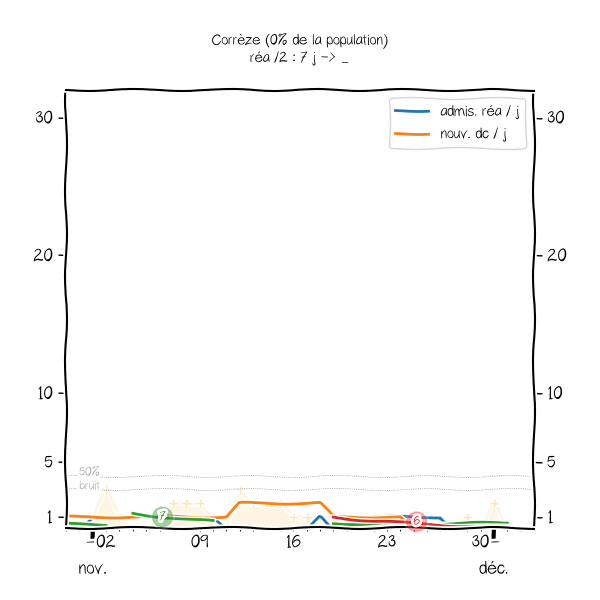 Corrèze (0% de la population)
réa /2 : 7 j -> _
admis. réa / j
nouv. dc / j
30 30
20 20
10 10
5 5
50%
bruit
1 1
7 6
02 09 16 23 30
nov. déc.